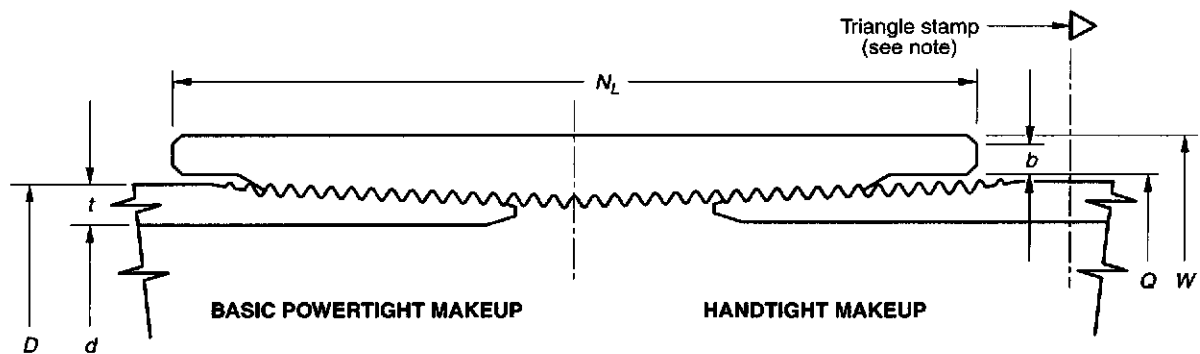 Triangle stamp
(see note)
N_L
b
t
D
d
Q
W
BASIC POWERTIGHT MAKEUP
HANDTIGHT MAKEUP